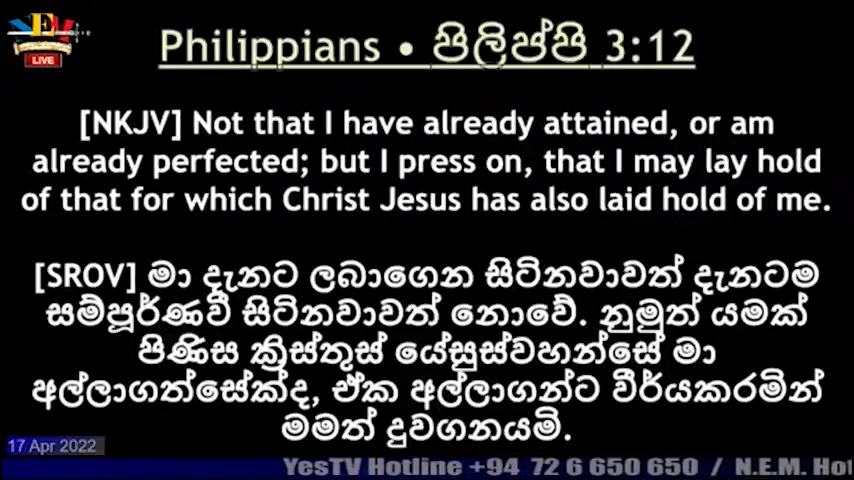 NEM
LIVE
Philippians • පිලිප්පි 3:12
[NKJV] Not that I have already attained, or am
already perfected; but I press on, that I may lay hold
of that for which Christ Jesus has also laid hold of me.
[SROV] මා දැනට ලබාගෙන සිටිනවාවත් දැනටම
සම්පූර්ණවී සිටිනවාවත් නොවේ. නුමුත් යමක්
පිණිස ක්‍රිස්තුස් යේසුස්වහන්සේ මා
අල්ලාගත්සේක්ද, ඒක අල්ලාගන්ට වීර්යකරමින්
මමත් දුවගනයමි.
17 Apr 2022
YesTV Hotline +94 72 6 650 650 / N.E.M. Hot